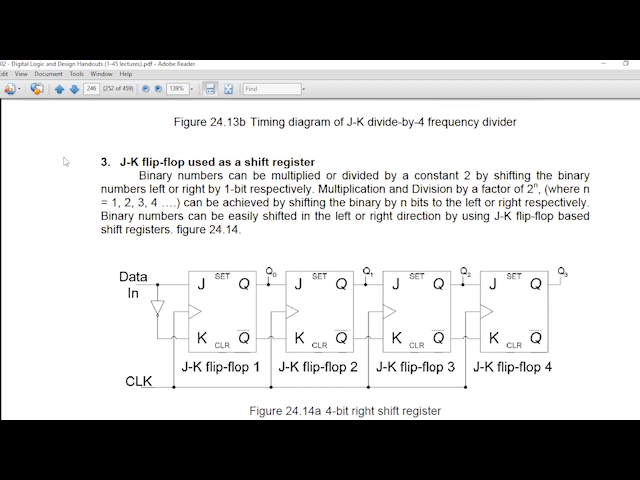 02 - Digital Logic and Design Handouts (1-45 lectures).pdf - Adobe Reader
Edit View Document Tools Window Help
246 (252 of 459) 139% Find
Figure 24.13b Timing diagram of J-K divide-by-4 frequency divider
3. J-K flip-flop used as a shift register
Binary numbers can be multiplied or divided by a constant 2 by shifting the binary
numbers left or right by 1-bit respectively. Multiplication and Division by a factor of 2ⁿ, (where n
= 1, 2, 3, 4 ….) can be achieved by shifting the binary by n bits to the left or right respectively.
Binary numbers can be easily shifted in the left or right direction by using J-K flip-flop based
shift registers. figure 24.14.
Data Q₀ Q₁ Q₂ Q₃
In J SET Q J SET Q J SET Q J SET Q
K CLR Q̅ K CLR Q̅ K CLR Q̅ K CLR Q̅
J-K flip-flop 1 J-K flip-flop 2 J-K flip-flop 3 J-K flip-flop 4
CLK
Figure 24.14a 4-bit right shift register